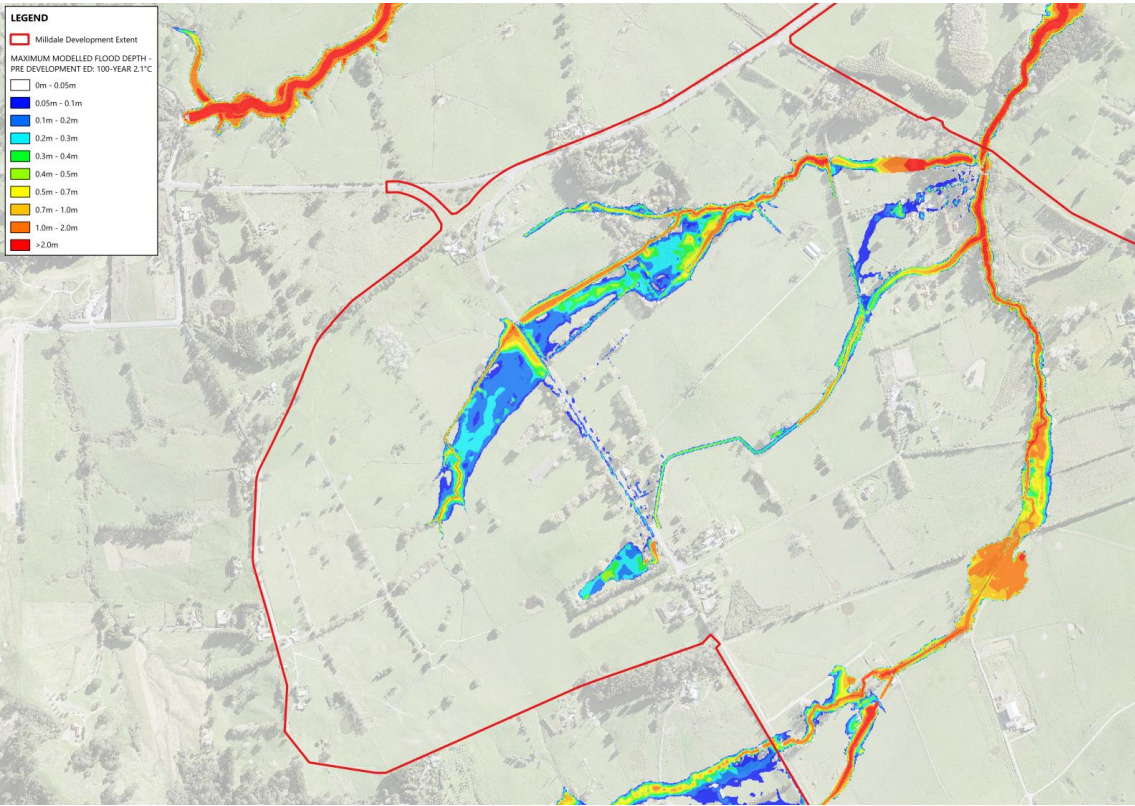 LEGEND
Milldale Development Extent
MAXIMUM MODELLED FLOOD DEPTH -
PRE DEVELOPMENT ED: 100-YEAR 2.1°C
0m - 0.05m
0.05m - 0.1m
0.1m - 0.2m
0.2m - 0.3m
0.3m - 0.4m
0.4m - 0.5m
0.5m - 0.7m
0.7m - 1.0m
1.0m - 2.0m
>2.0m